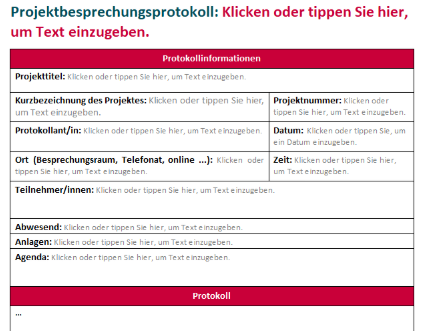 Projektbesprechungsprotokoll: Klicken oder tippen Sie hier,
um Text einzugeben.
Protokollinformationen
Projekttitel: Klicken oder tippen Sie hier, um Text einzugeben.
Kurzbezeichnung des Projektes: Klicken oder tippen Sie hier,
um Text einzugeben.
Projektnummer: Klicken oder
tippen Sie hier, um Text einzugeben.
Protokollant/in: Klicken oder tippen Sie hier, um Text einzugeben.
Datum: Klicken oder tippen Sie, um
ein Datum einzugeben.
Ort (Besprechungsraum, Telefonat, online ...): Klicken oder
tippen Sie hier, um Text einzugeben.
Zeit: Klicken oder tippen Sie hier,
um Text einzugeben.
Teilnehmer/innen: Klicken oder tippen Sie hier, um Text einzugeben.
Abwesend: Klicken oder tippen Sie hier, um Text einzugeben.
Anlagen: Klicken oder tippen Sie hier, um Text einzugeben.
Agenda: Klicken oder tippen Sie hier, um Text einzugeben.
Protokoll
...